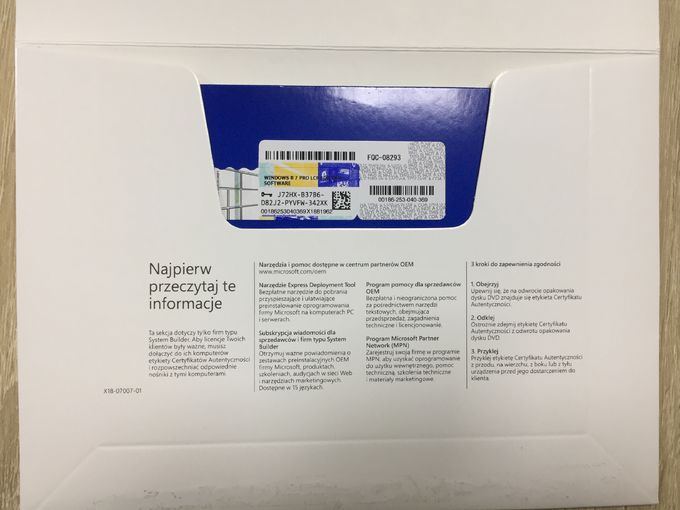 FQC-08293
WINDOWS R 7 PRO LCP
SOFTWARE
00186-253-040-369
00186253040369X1881962
Najpierw
przeczytaj te
informacje
Ta sekcja dotyczy tylko firm typu
System Builder. Aby licencje Twoich
klientów były ważne, musisz
dołączyć do ich komputerów
etykiety Certyfikatów Autentyczności
i rozpowszechniać odpowiednie
nośniki z tymi komputerami.
X18-07007-01
Narzędzia i pomoc dostępne w centrum partnerów OEM
www.microsoft.com/oem
Narzędzie Express Deployment Tool
Bezpłatne narzędzie do pobrania
przyspieszające i ułatwiające
preinstalowanie oprogramowania
firmy Microsoft na komputerach PC
i serwerach.
Subskrypcja wiadomości dla
sprzedawców i firm typu System
Builder
Otrzymuj ważne powiadomienia o
zestawach preinstalacyjnych OEM
firmy Microsoft, produktach,
szkoleniach, audycjach w sieci Web
i narzędziach marketingowych.
Dostępne w 15 językach.
Program pomocy dla sprzedawców
OEM
Bezpłatna i nieograniczona pomoc
za pośrednictwem narzędzi
tekstowych, obejmująca
przedsprzedaż, zagadnienia
techniczne i licencjonowanie.
Program Microsoft Partner
Network (MPN)
Zarejestruj swoją firmę w programie
MPN, aby uzyskać oprogramowanie
do użytku wewnętrznego, pomoc
techniczną, szkolenia techniczne
i materiały marketingowe.
3 kroki do zapewnienia zgodności
1. Obejrzyj
Upewnij się, że na odwrocie opakowania
dysku DVD znajduje się etykieta Certyfikatu
Autentyczności.
2. Odklej
Ostrożnie zdejmij etykietę Certyfikatu
Autentyczności z odwrotu opakowania
dysku DVD.
3. Przyklej
Przyklej etykietę Certyfikatu Autentyczności
z przodu, na wierzchu, z boku lub z tyłu
urządzenia przed jego dostarczeniem do
klienta.